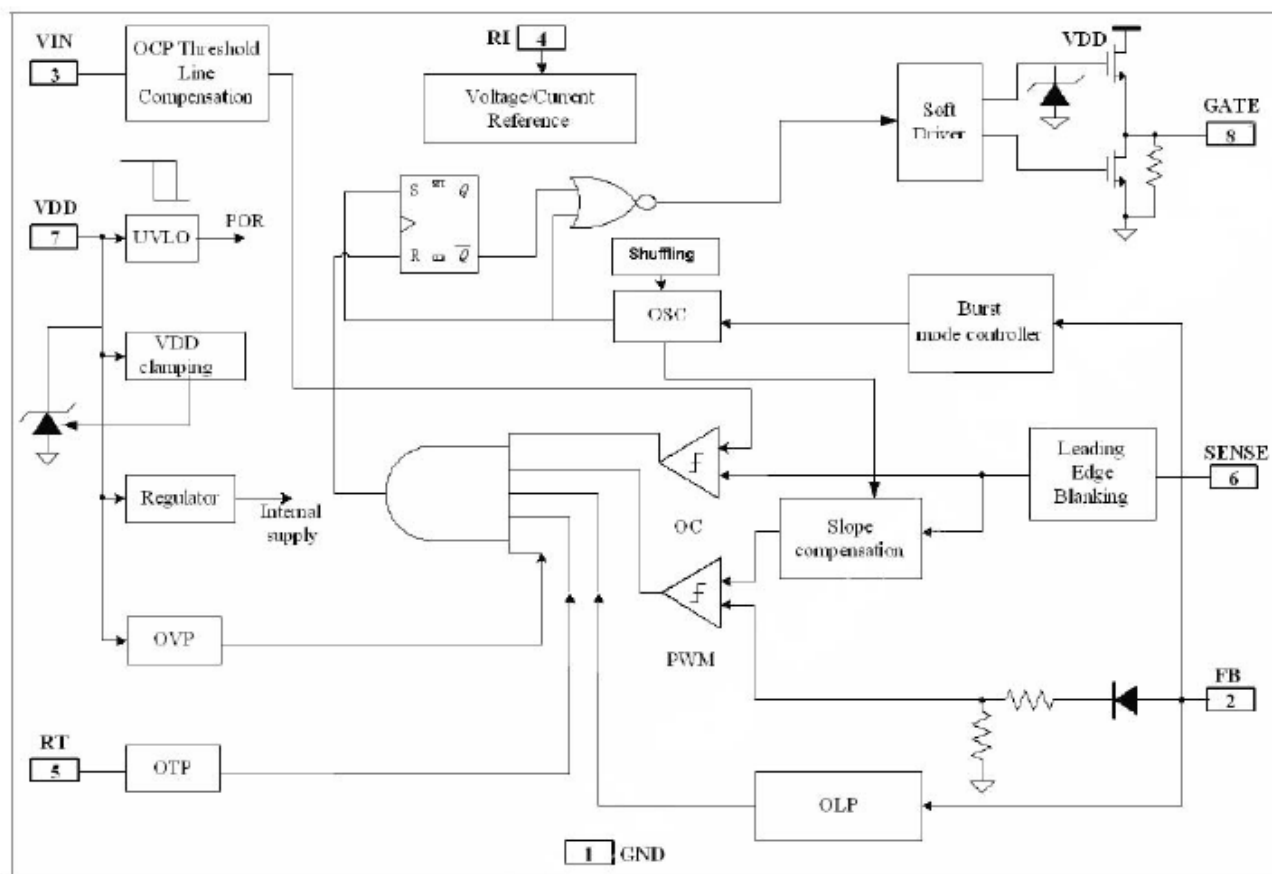 VIN
3
OCP Threshold
Line
Compensation
RI
4
Voltage/Current
Reference
VDD
Soft
Driver
GATE
8
VDD
7
UVLO
POR
S
SET
Q
R
Q
Shuffling
OSC
Burst
mode controller
VDD
clamping
Regulator
Internal
supply
OC
Slope
compensation
Leading
Edge
Blanking
SENSE
6
OVP
PWM
FB
2
RT
5
OTP
OLP
1
GND